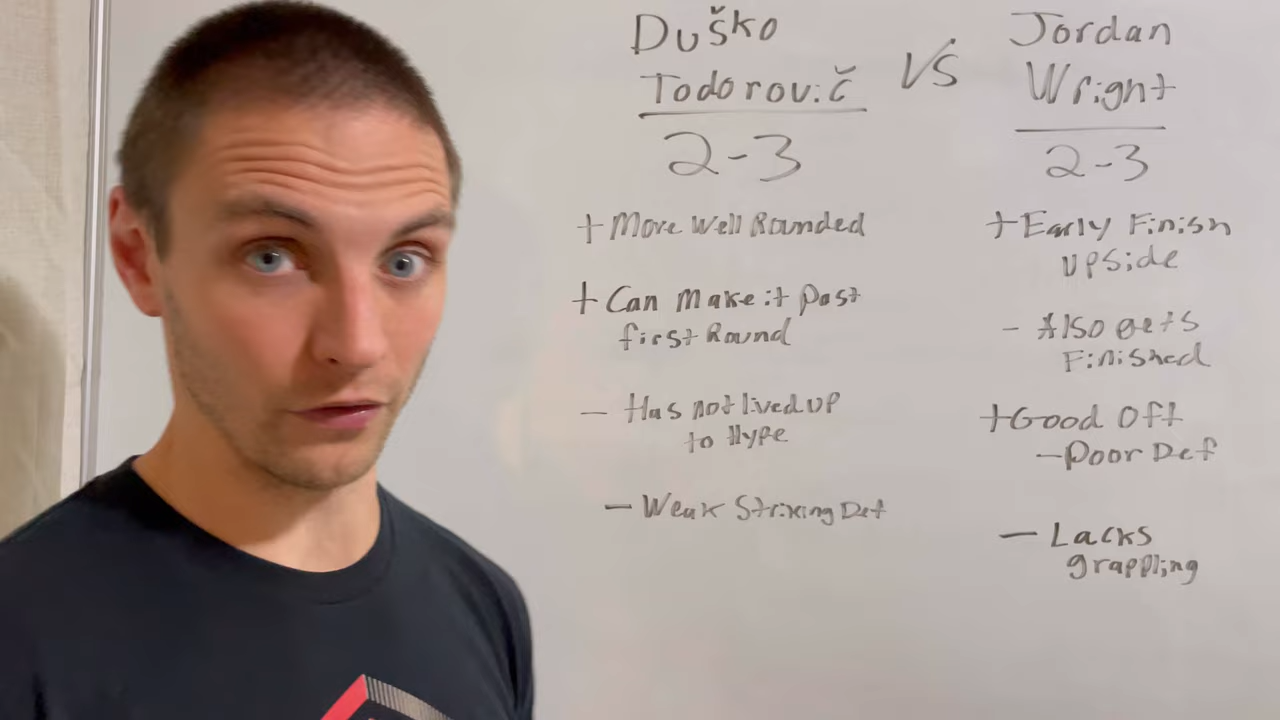 Duško
Todorovič
2-3
+ More Well Rounded
+ Can Make it Past
first Round
- Has not lived up
to Hype
- Weak Striking Def
VS
Jordan
Wright
2-3
+ Early Finish
upside
- Also gets
Finished
+ Good Off
- Poor Def
- Lacks
grappling